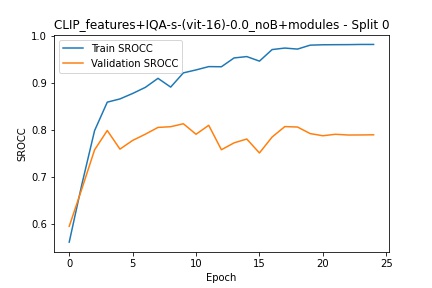 CLIP_features+IQA-s-(vit-16)-0.0_noB+modules - Split 0
Train SROCC
Validation SROCC
SROCC
1.0
0.9
0.8
0.7
0.6
0 5 10 15 20 25
Epoch